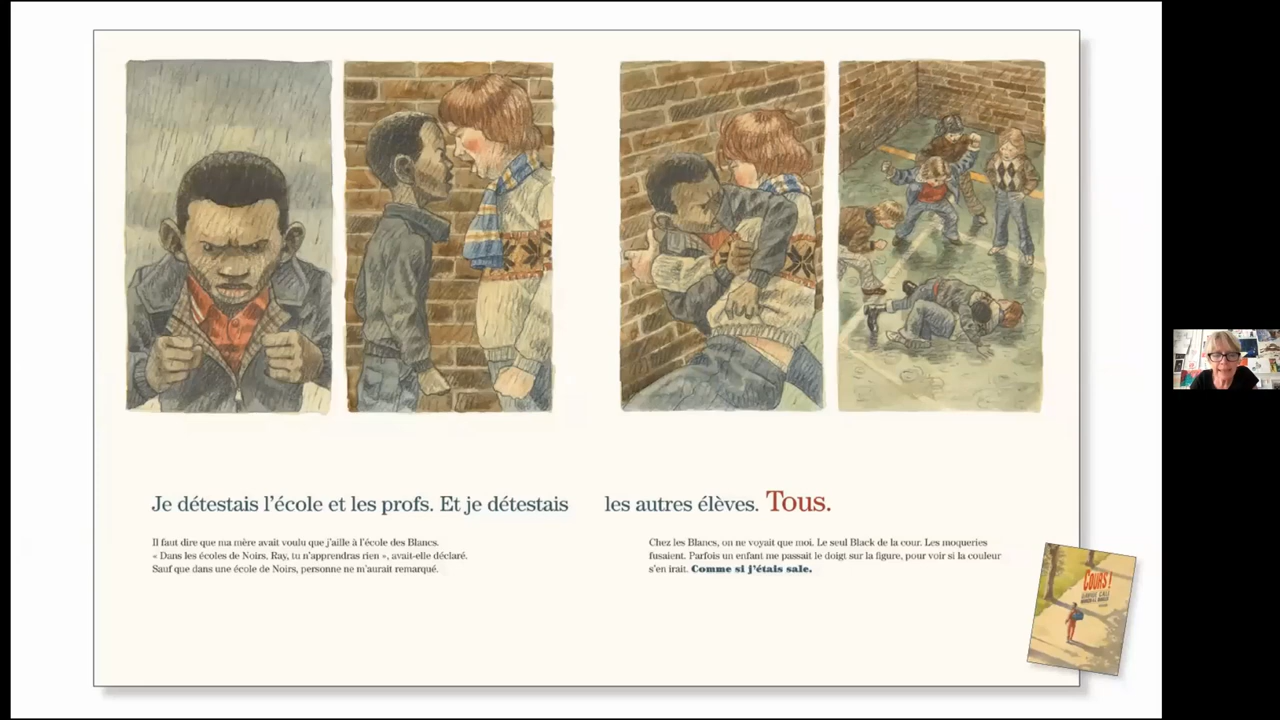 Je détestais l'école et les profs. Et je détestais
Il faut dire que ma mère avait voulu que j'aille à l'école des Blancs.
« Dans les écoles de Noirs, Ray, tu n'apprendras rien », avait-elle déclaré.
Sauf que dans une école de Noirs, personne ne m'aurait remarqué.
les autres élèves. Tous.
Chez les Blancs, on ne voyait que moi. Le seul Black de la cour. Les moqueries
fusaient. Parfois un enfant me passait le doigt sur la figure, pour voir si la couleur
s'en irait. Comme si j'étais sale.
COURS !
DAVIDE CALI